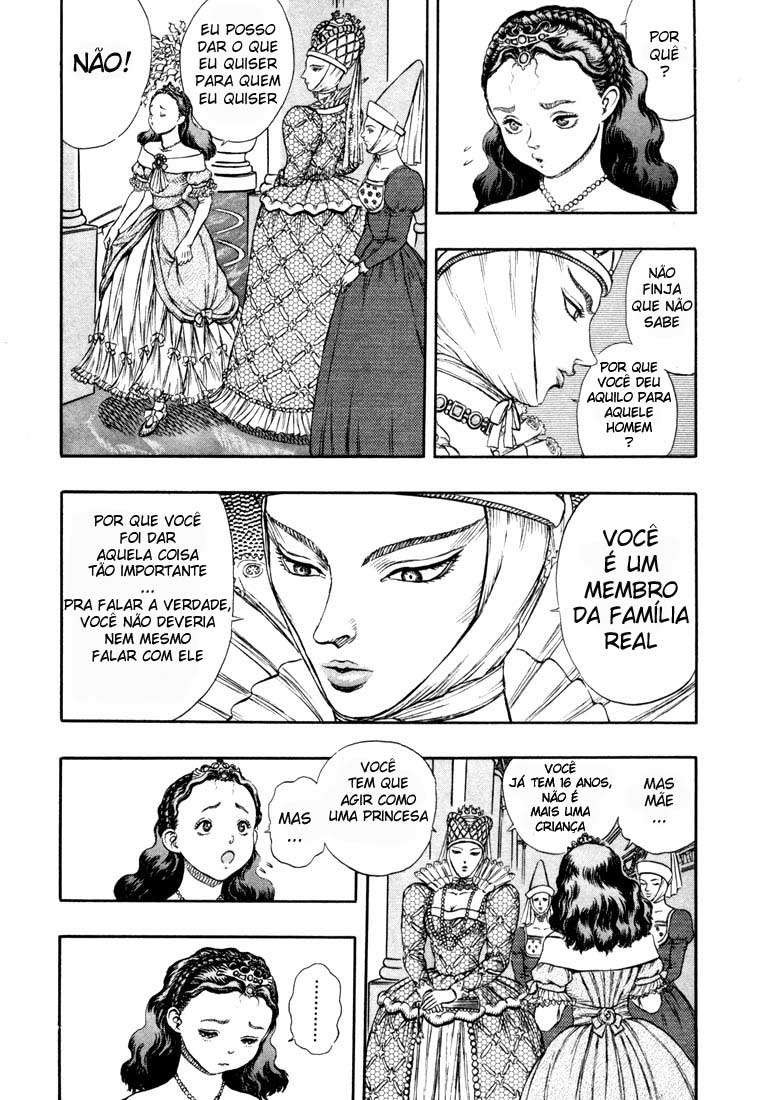 POR
QUÊ
?
EU POSSO
DAR O QUE
EU QUISER
PARA QUEM
EU QUISER
NÃO!
NÃO
FINJA
QUE NÃO
SABE
POR QUE
VOCÊ DEU
AQUILO PARA
AQUELE
HOMEM
?
VOCÊ
É UM
MEMBRO
DA FAMÍLIA
REAL
POR QUE VOCÊ
FOI DAR
AQUELA COISA
TÃO IMPORTANTE
...
PRA FALAR A VERDADE,
VOCÊ NÃO DEVERIA
NEM MESMO
FALAR COM ELE
MAS
MÃE
...
VOCÊ
JÁ TEM 16 ANOS,
NÃO É
MAIS UMA
CRIANÇA
VOCÊ
TEM QUE
AGIR COMO
UMA PRINCESA
MAS
...
........